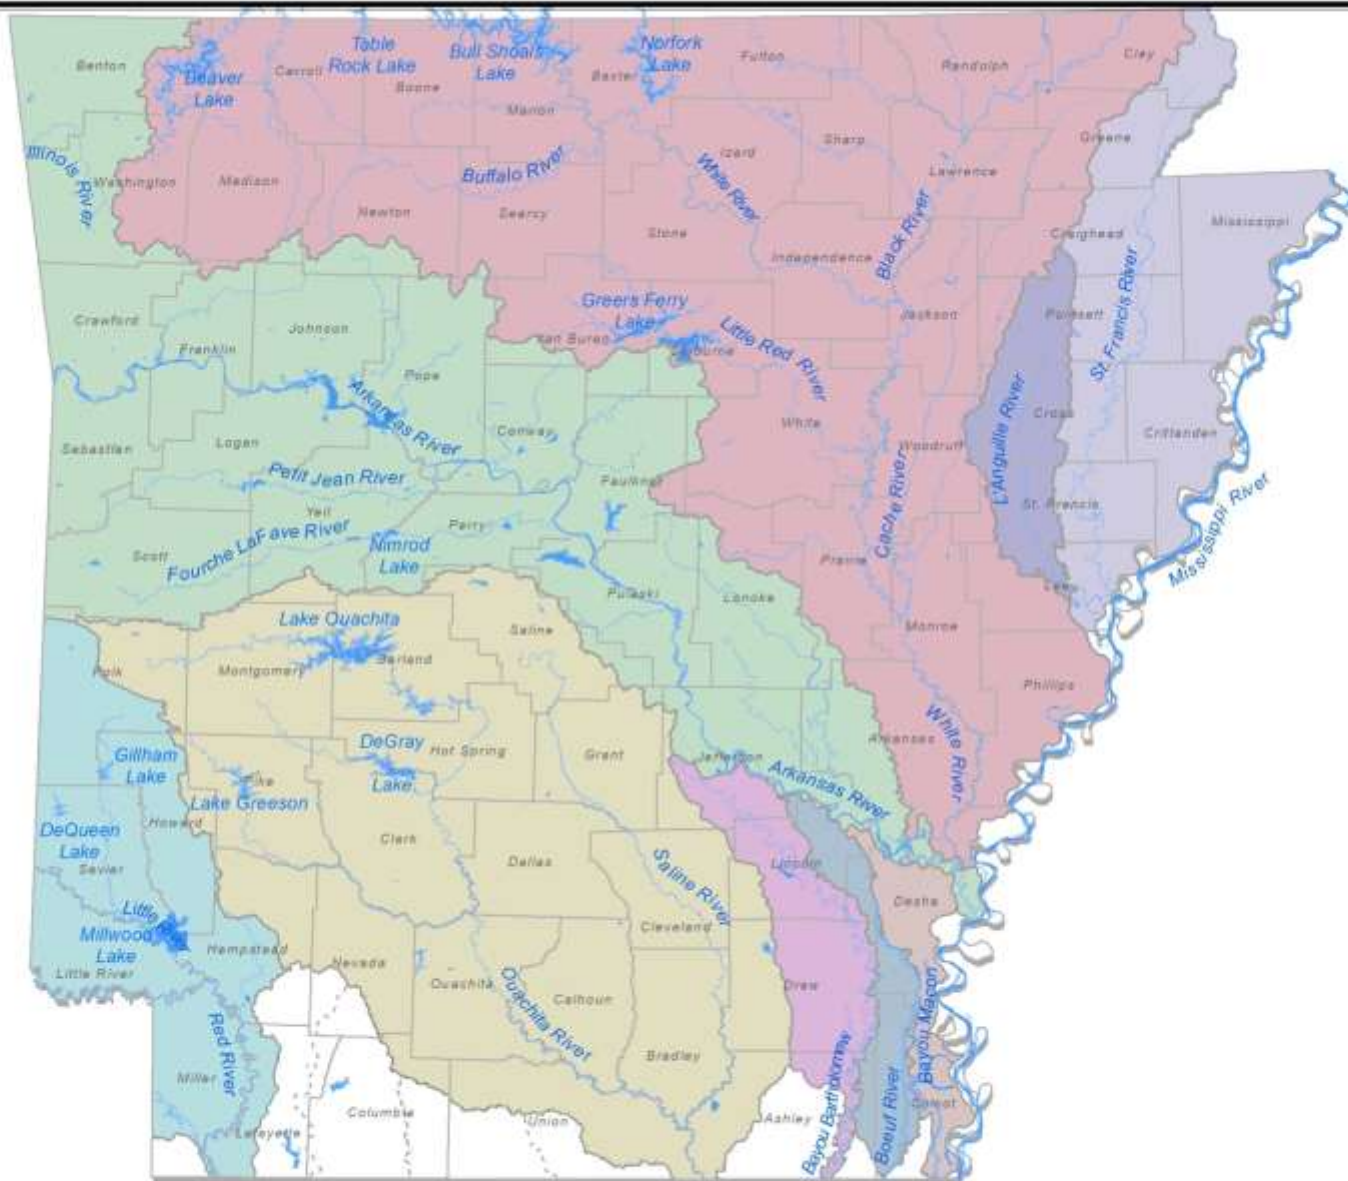 Benton
Beaver
Lake
Carroll
Table
Rock Lake
Boone
Bull Shoals
Lake
Marion
Baxter
Norfork
Lake
Fulton
Randolph
Clay
Sharp
Greene
Illinois River
Washington
Madison
Buffalo River
Newton
Searcy
Izard
White River
Lawrence
Stone
Independence
Black River
Craighead
Mississippi
St. Francis River
Crawford
Franklin
Johnson
Pope
Greers Ferry
Lake
Little Red River
Jackson
Poinsett
Arkansas River
Sebastian
Logan
Conway
White
Woodruff
L'Anguille River
Cross
Crittenden
Petit Jean River
Yell
Perry
Faulkner
Cache River
St. Francis
Mississippi River
Scott
Fourche LaFave River
Nimrod
Lake
Pulaski
Lonoke
Prairie
Lee
Lake Ouachita
Saline
Monroe
Polk
Montgomery
Garland
Phillips
Gillham
Lake
DeGray
Lake
Hot Spring
Grant
Jefferson
Arkansas River
Arkansas
White River
Pike
Lake Greeson
DeQueen
Lake
Howard
Sevier
Clark
Dallas
Saline River
Lincoln
Desha
Little River
Millwood
Lake
Little River
Hempstead
Nevada
Ouachita
Ouachita River
Calhoun
Cleveland
Drew
Bayou Macon
Red River
Miller
Bradley
Bayou Bartholomew
Boeuf River
Chicot
Lafayette
Columbia
Union
Ashley